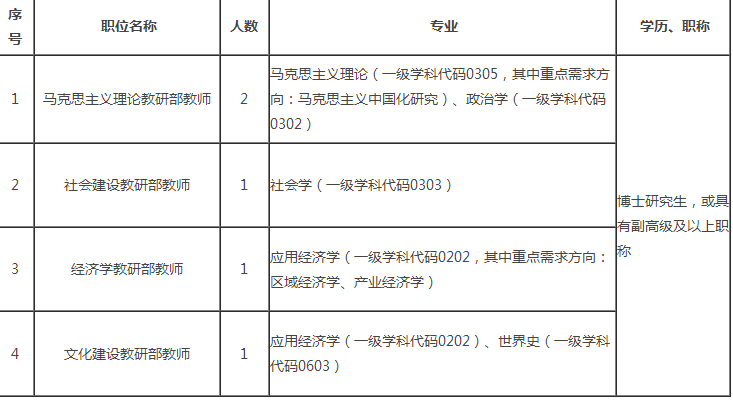 序号
职位名称
人数
专业
学历、职称
1
马克思主义理论教研部教师
2
马克思主义理论（一级学科代码0305，其中重点需求方
向：马克思主义中国化研究）、政治学（一级学科代码
0302）
博士研究生，或具
有副高级及以上职
称
2
社会建设教研部教师
1
社会学（一级学科代码0303）
3
经济学教研部教师
1
应用经济学（一级学科代码0202，其中重点需求方向：
区域经济学、产业经济学）
4
文化建设教研部教师
1
应用经济学（一级学科代码0202）、世界史（一级学科
代码0603）